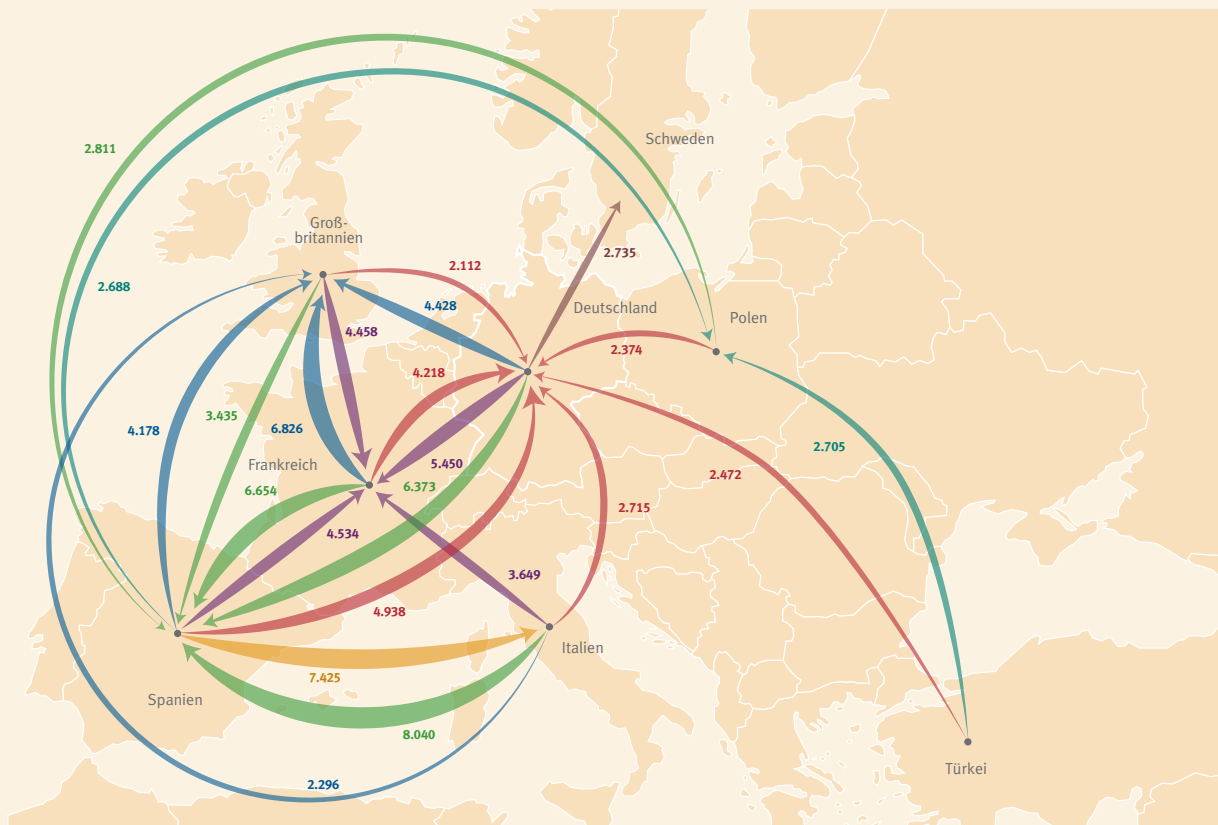 2.811
Schweden
Groß-
britannien
2.735
2.112
2.688
4.428
Deutschland
Polen
4.458
2.374
4.218
3.435
4.178
6.826
2.705
Frankreich
5.450
2.472
6.654
6.373
2.715
4.534
3.649
4.938
Italien
7.425
Spanien
8.040
Türkei
2.296